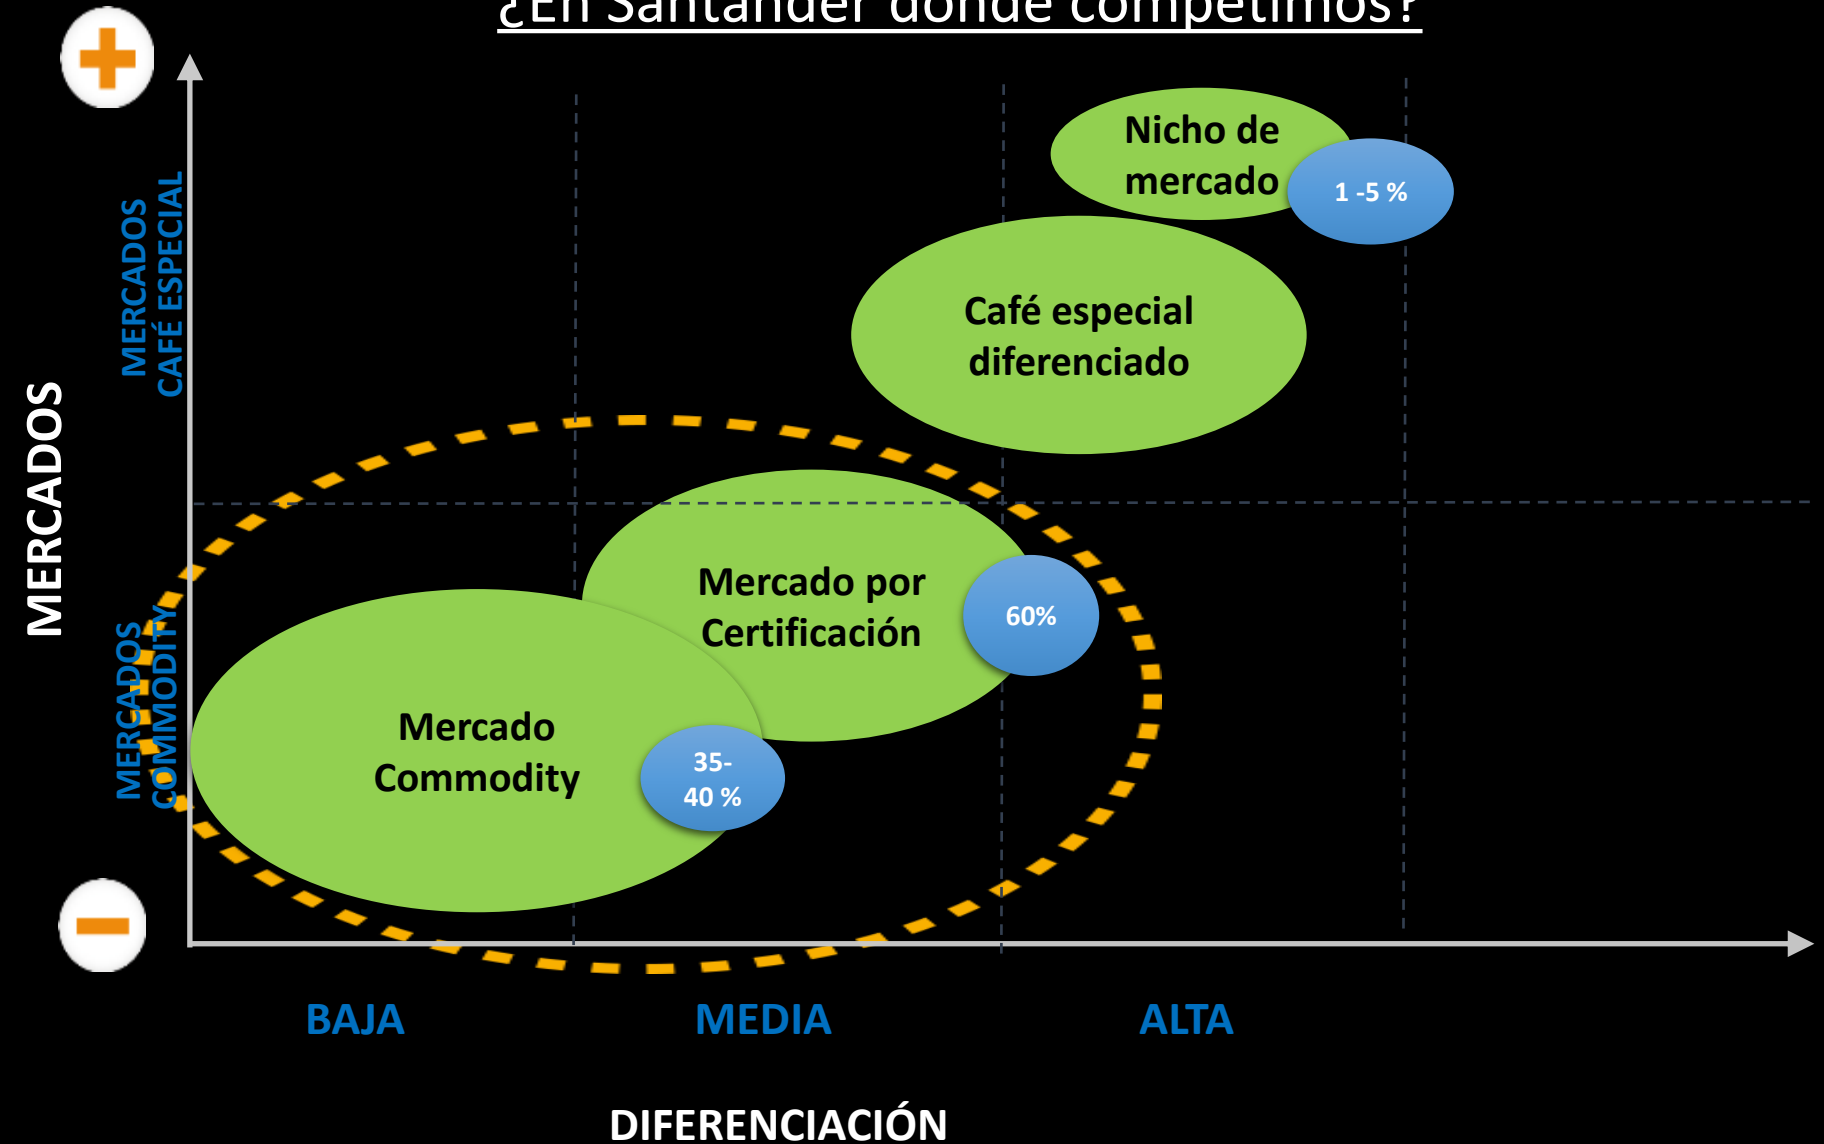 ¿En Santander donde competimos?
Nicho de
mercado
1 -5 %
MERCADOS
CAFÉ ESPECIAL
Café especial
diferenciado
MERCADOS
Mercado por
Certificación
60%
MERCADOS
COMMODITY
Mercado
Commodity
35-
40 %
BAJA
MEDIA
ALTA
DIFERENCIACIÓN